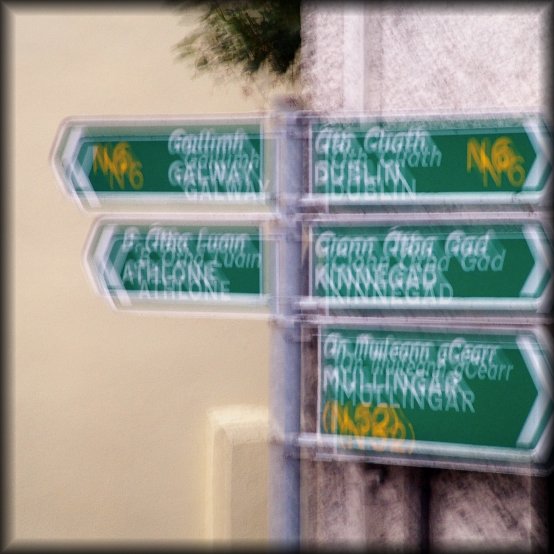 Gaillimh
N6 GALWAY
B. Átha Luain
ATHLONE
Áth Cliath
DUBLIN N6
Cionn Átha Gad
KINNEGAD
An Muileann gCearr
MULLINGAR
(N52)